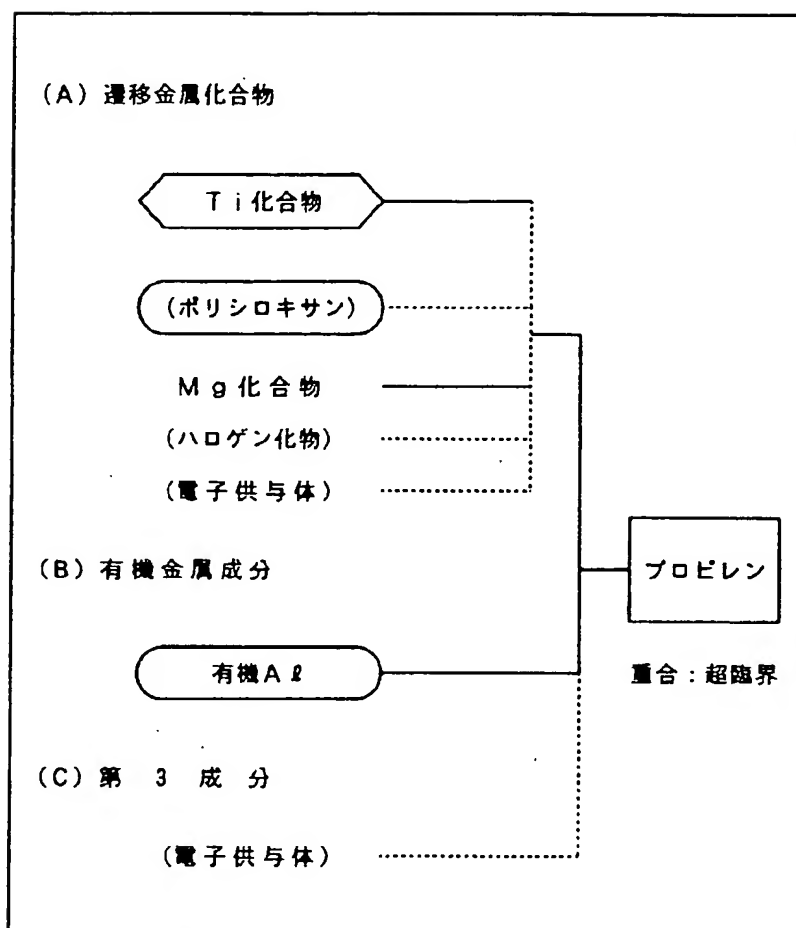 (A) 遷移金属化合物
Ti化合物
(ポリシロキサン)
Mg化合物
(ハロゲン化物)
(電子供与体)
(B) 有機金属成分
プロピレン
有機Aℓ
重合：超臨界
(C) 第 3 成 分
(電子供与体)